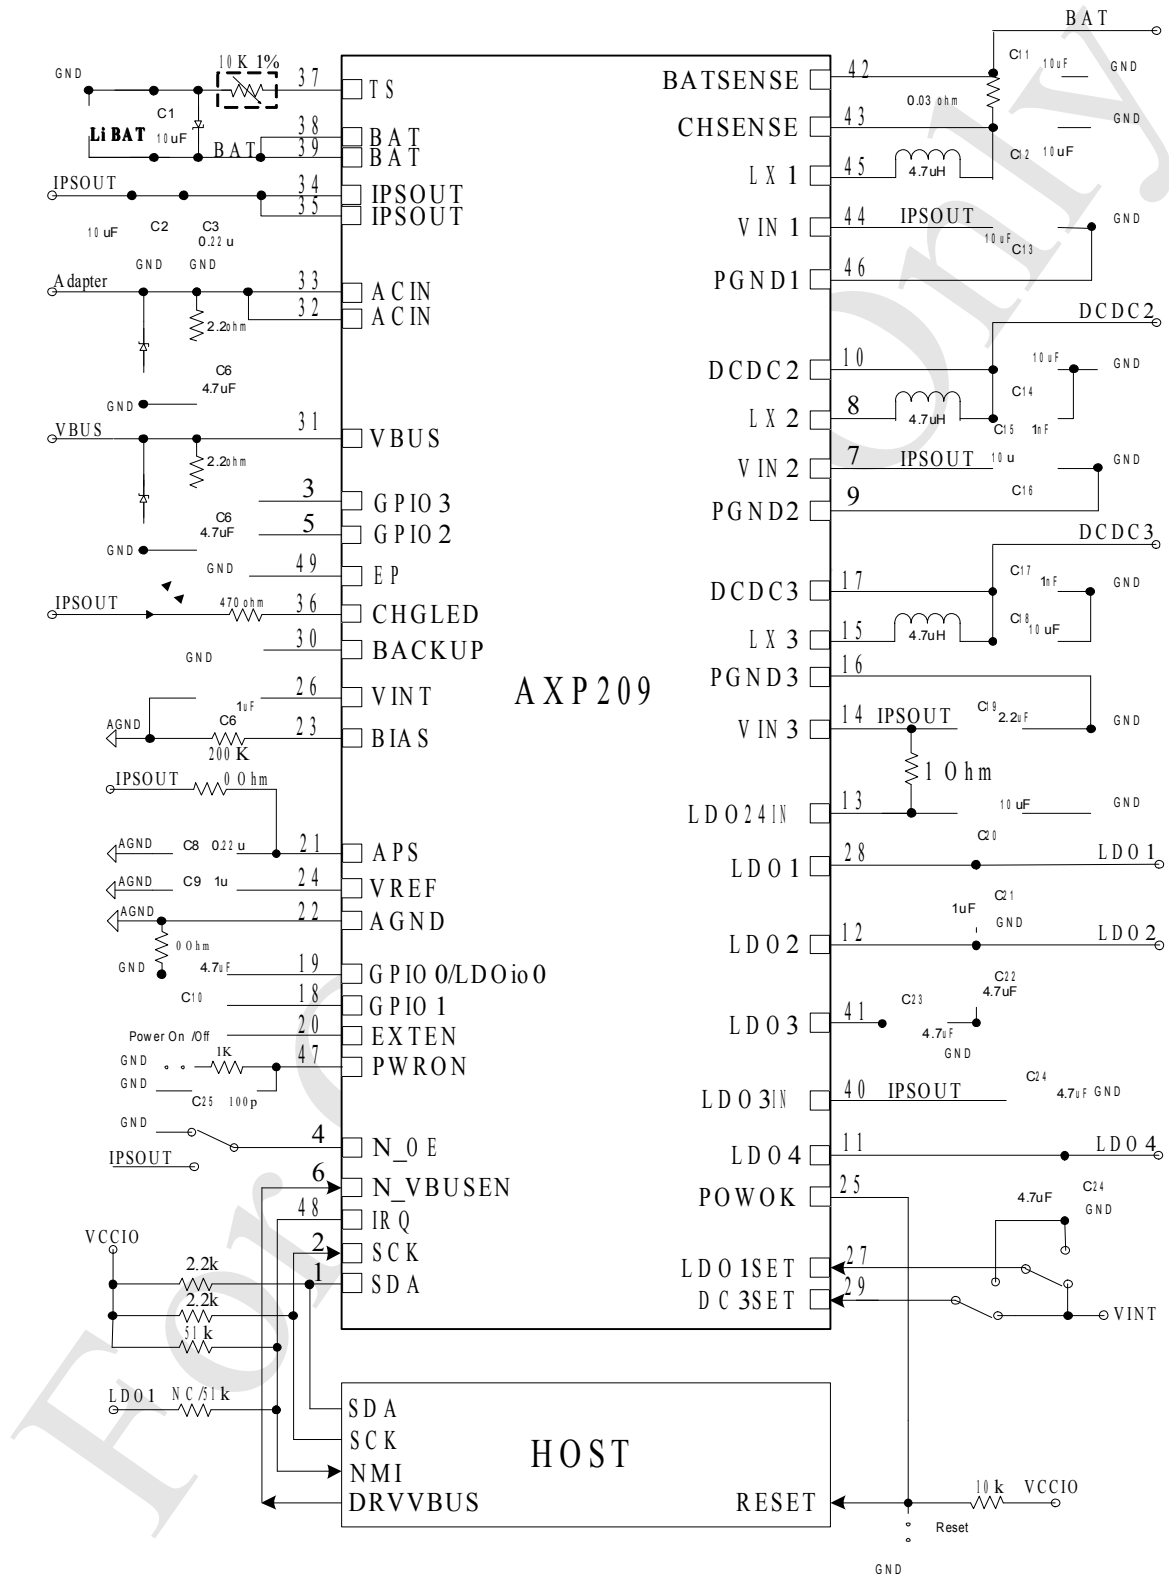 BAT
10K 1%
37
TS
GND
C1
10uF
Li BAT
BAT
38
BAT
39
BAT
IPSOUT
34
IPSOUT
35
IPSOUT
10uF
C2
C3
0.22u
GND
GND
Adapter
33
ACIN
32
ACIN
2.2ohm
C6
4.7uF
GND
VBUS
31
VBUS
2.2ohm
3
GPIO3
C6
4.7uF
5
GPIO2
GND
GND
49
EP
IPSOUT
470 ohm
36
CHGLED
30
BACKUP
GND
26
VINT
1uF
AGND
C6
200K
23
BIAS
IPSOUT
0 Ohm
AGND
C8
0.22u
21
APS
AGND
C9
1u
24
VREF
AGND
22
AGND
0 Ohm
GND
4.7uF
19
GPIO0/LDOio0
C10
18
GPIO1
Power On /Off
20
EXTEN
GND
1K
47
PWRON
GND
C25
100p
GND
4
N_OE
IPSOUT
6
N_VBUSEN
48
IRQ
VCCIO
2
SCK
2.2k
1
SDA
2.2k
51k
LDO1
NC/51k
AXP209
42
BATSENSE
C11
10uF
GND
0.03 ohm
43
CHSENSE
GND
C12
10uF
45
LX1
4.7uH
44
VIN1
IPSOUT
GND
10uF
C13
46
PGND1
DCDC2
10
DCDC2
10uF
GND
C14
8
LX2
4.7uH
C15
1nF
7
VIN2
IPSOUT
10u
GND
C16
9
PGND2
DCDC3
17
DCDC3
C17
1nF
GND
15
LX3
4.7uH
C18
10uF
16
PGND3
14
VIN3
IPSOUT
C19
2.2uF
GND
1 Ohm
13
LDO24IN
10uF
GND
C20
28
LDO1
LDO1
C21
1uF
GND
12
LDO2
LDO2
C22
4.7uF
41
LDO3
C23
4.7uF
GND
40
LDO3IN
IPSOUT
C24
4.7uF
GND
11
LDO4
LDO4
25
POWOK
4.7uF
C24
GND
27
LDO1SET
29
DC3SET
VINT
SDA
SCK
NMI
DRVVBUS
HOST
RESET
10k
VCCIO
Reset
GND
For
Only